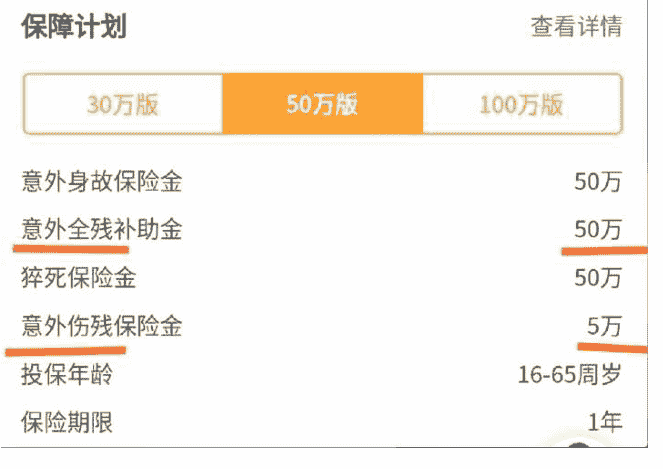 保障计划 查看详情
30万版 50万版 100万版
意外身故保险金 50万
意外全残补助金 50万
猝死保险金 50万
意外伤残保险金 5万
投保年龄 16-65周岁
保险期限 1年